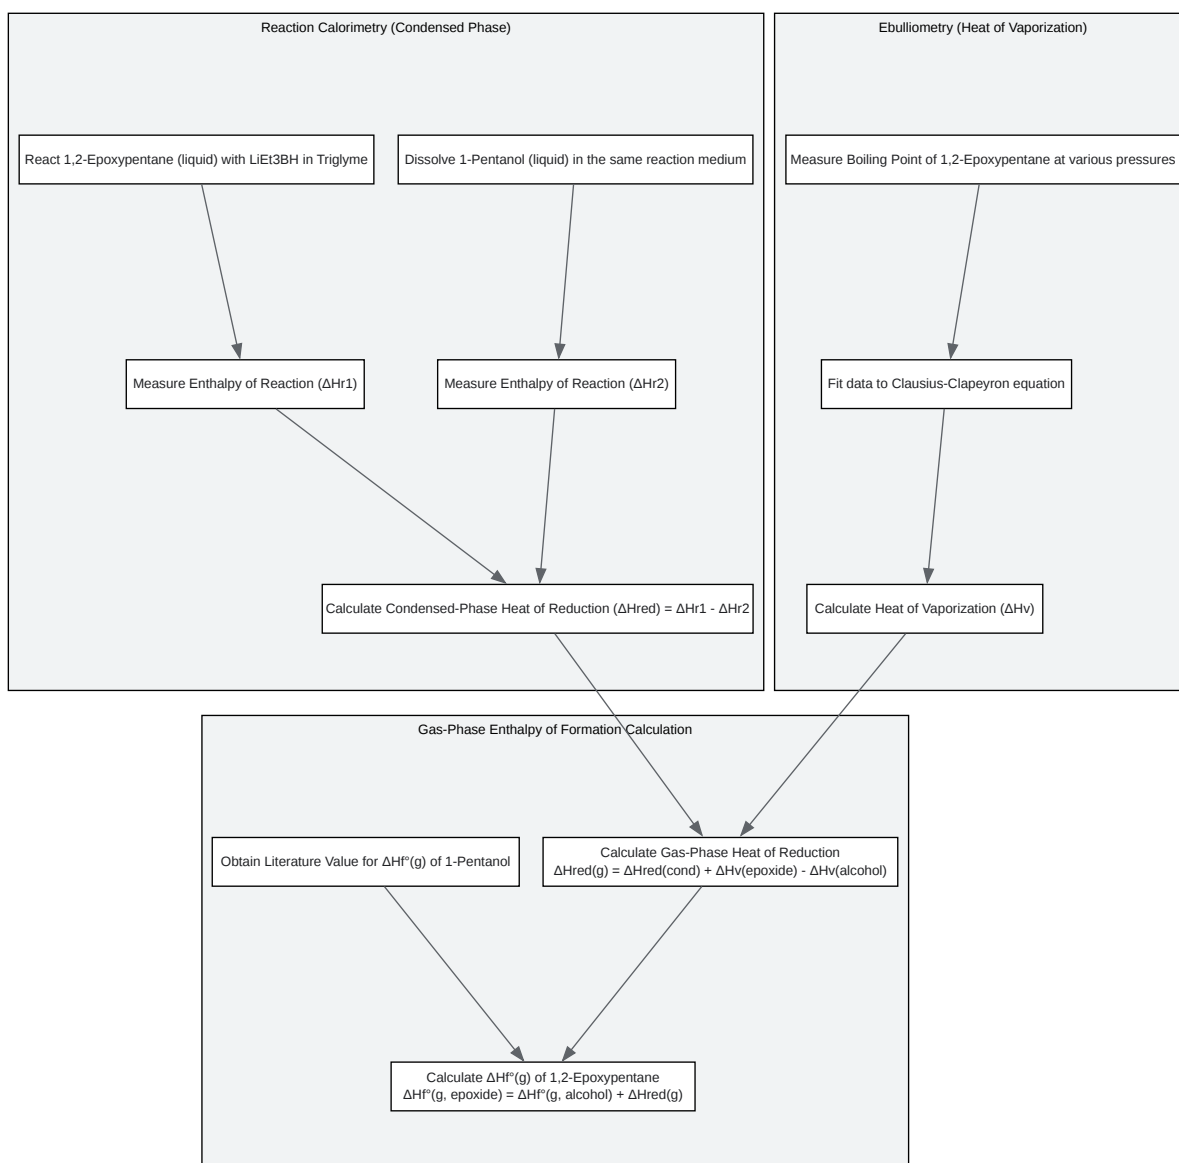 Reaction Calorimetry (Condensed Phase)
Ebulliometry (Heat of Vaporization)
React 1,2-Epoxypentane (liquid) with LiEt3BH in Triglyme
Dissolve 1-Pentanol (liquid) in the same reaction medium
Measure Boiling Point of 1,2-Epoxypentane at various pressures
Measure Enthalpy of Reaction (ΔHr1)
Measure Enthalpy of Reaction (ΔHr2)
Fit data to Clausius-Clapeyron equation
Calculate Condensed-Phase Heat of Reduction (ΔHred) = ΔHr1 - ΔHr2
Calculate Heat of Vaporization (ΔHv)
Gas-Phase Enthalpy of Formation Calculation
Obtain Literature Value for ΔHf°(g) of 1-Pentanol
Calculate Gas-Phase Heat of Reduction
ΔHred(g) = ΔHred(cond) + ΔHv(epoxide) - ΔHv(alcohol)
Calculate ΔHf°(g) of 1,2-Epoxypentane
ΔHf°(g, epoxide) = ΔHf°(g, alcohol) + ΔHred(g)